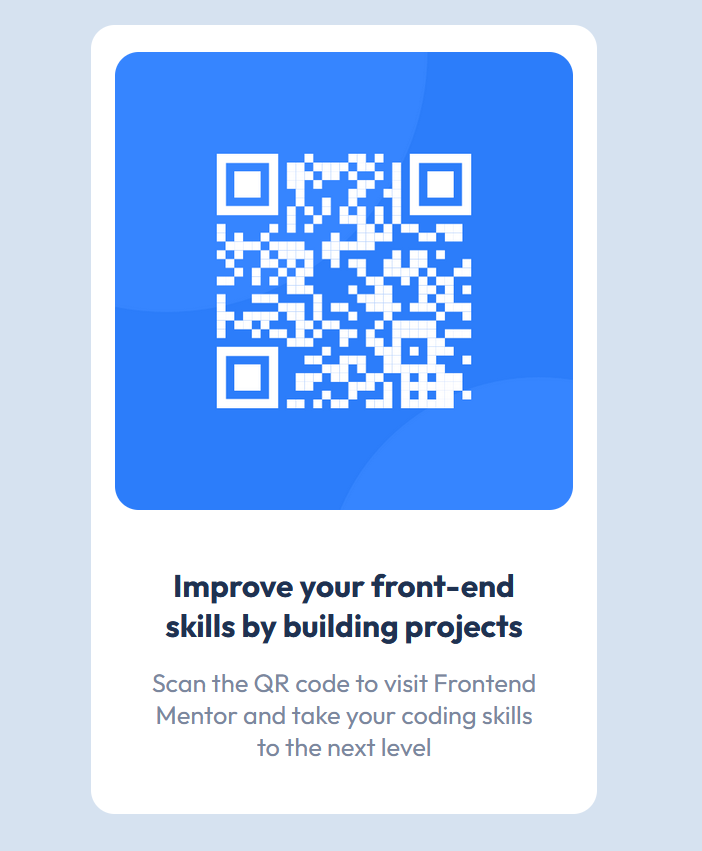 Improve your front-end
skills by building projects
Scan the QR code to visit Frontend
Mentor and take your coding skills
to the next level